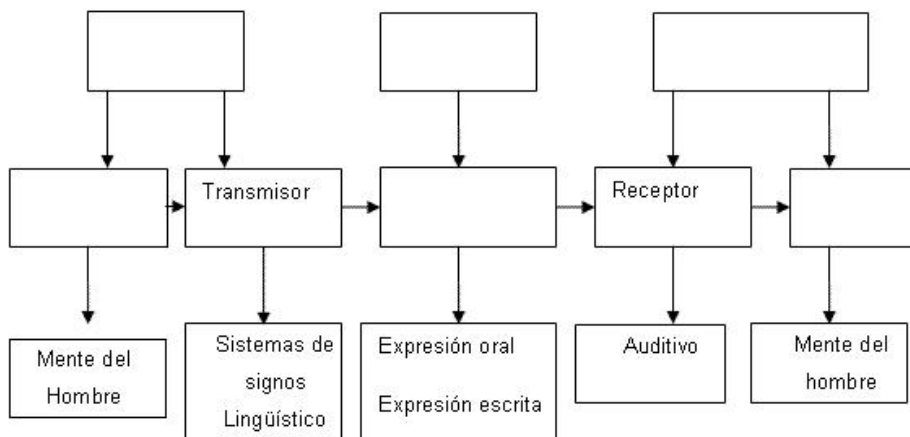 Transmisor
Receptor
Mente del
Hombre
Sistemas de
signos
Lingüístico
Expresión oral
Expresión escrita
Auditivo
Mente del
hombre